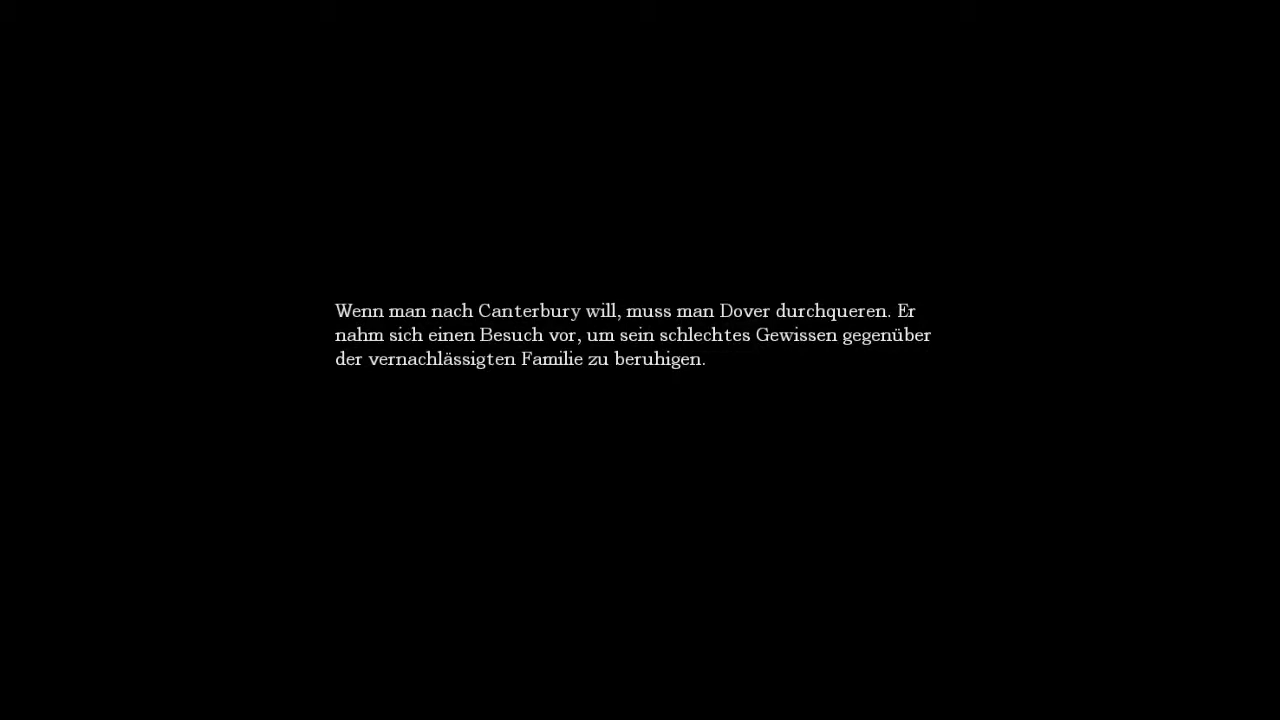 Wenn man nach Canterbury will, muss man Dover durchqueren. Er
nahm sich einen Besuch vor, um sein schlechtes Gewissen gegenüber
der vernachlässigten Familie zu beruhigen.